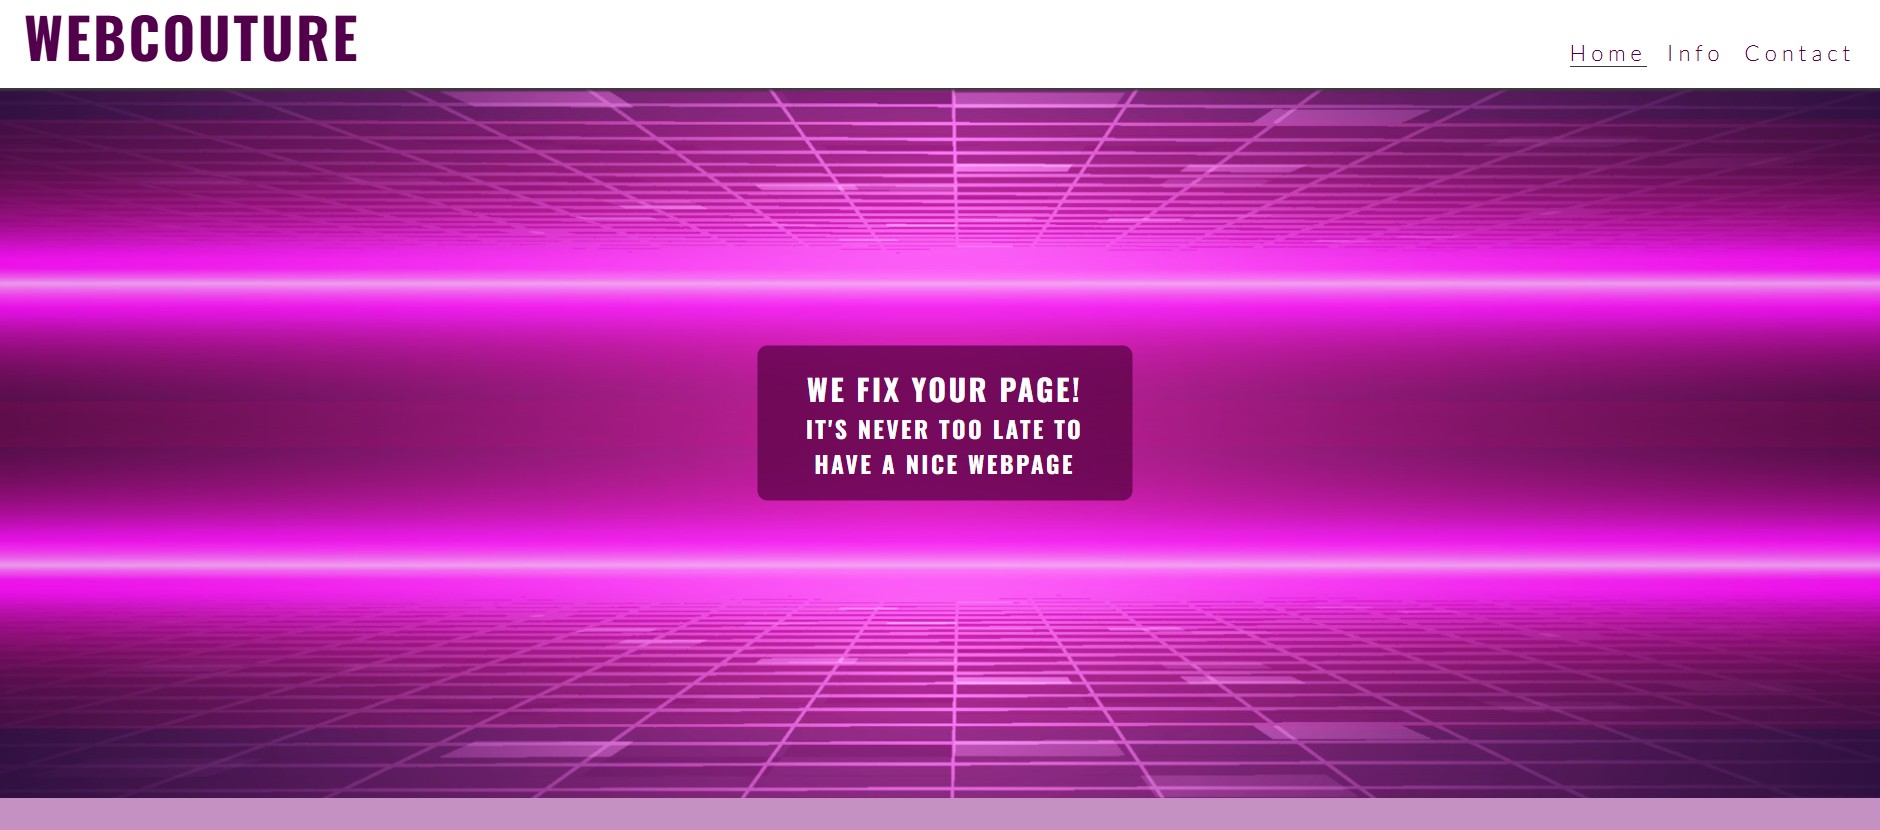 WEBCOUTURE
Home Info Contact
WE FIX YOUR PAGE!
IT'S NEVER TOO LATE TO
HAVE A NICE WEBPAGE